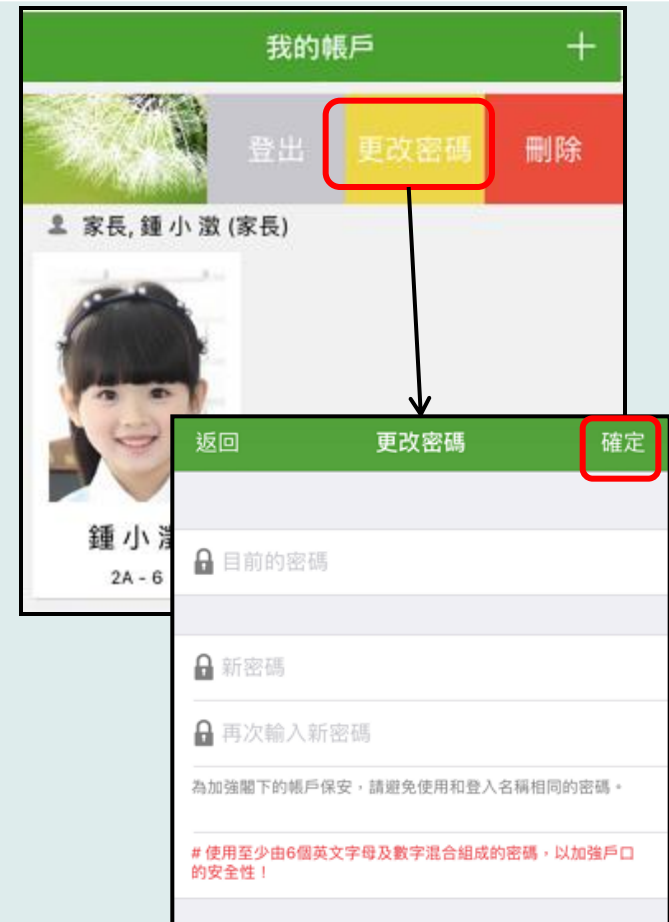 我的帳戶 +
登出 更改密碼 刪除
家長, 鍾 小 澂 (家長)
鍾 小
2A - 6
返回 更改密碼 確定
目前的密碼
新密碼
再次輸入新密碼
為加強閣下的帳戶保安，請避免使用和登入名稱相同的密碼。
# 使用至少由6個英文字母及數字混合組成的密碼，以加強戶口
的安全性！